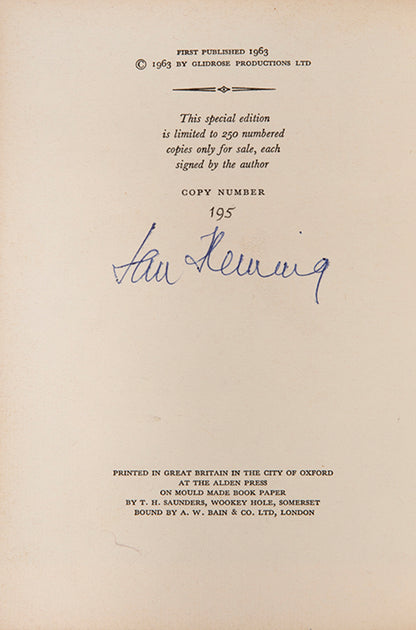 FIRST PUBLISHED 1963
© 1963 BY GLIDROSE PRODUCTIONS LTD
This special edition
is limited to 250 numbered
copies only for sale, each
signed by the author
COPY NUMBER
195
Ian Fleming
PRINTED IN GREAT BRITAIN IN THE CITY OF OXFORD
AT THE ALDEN PRESS
ON MOULD MADE BOOK PAPER
BY T. H. SAUNDERS, WOOKEY HOLE, SOMERSET
BOUND BY A. W. BAIN & CO. LTD, LONDON